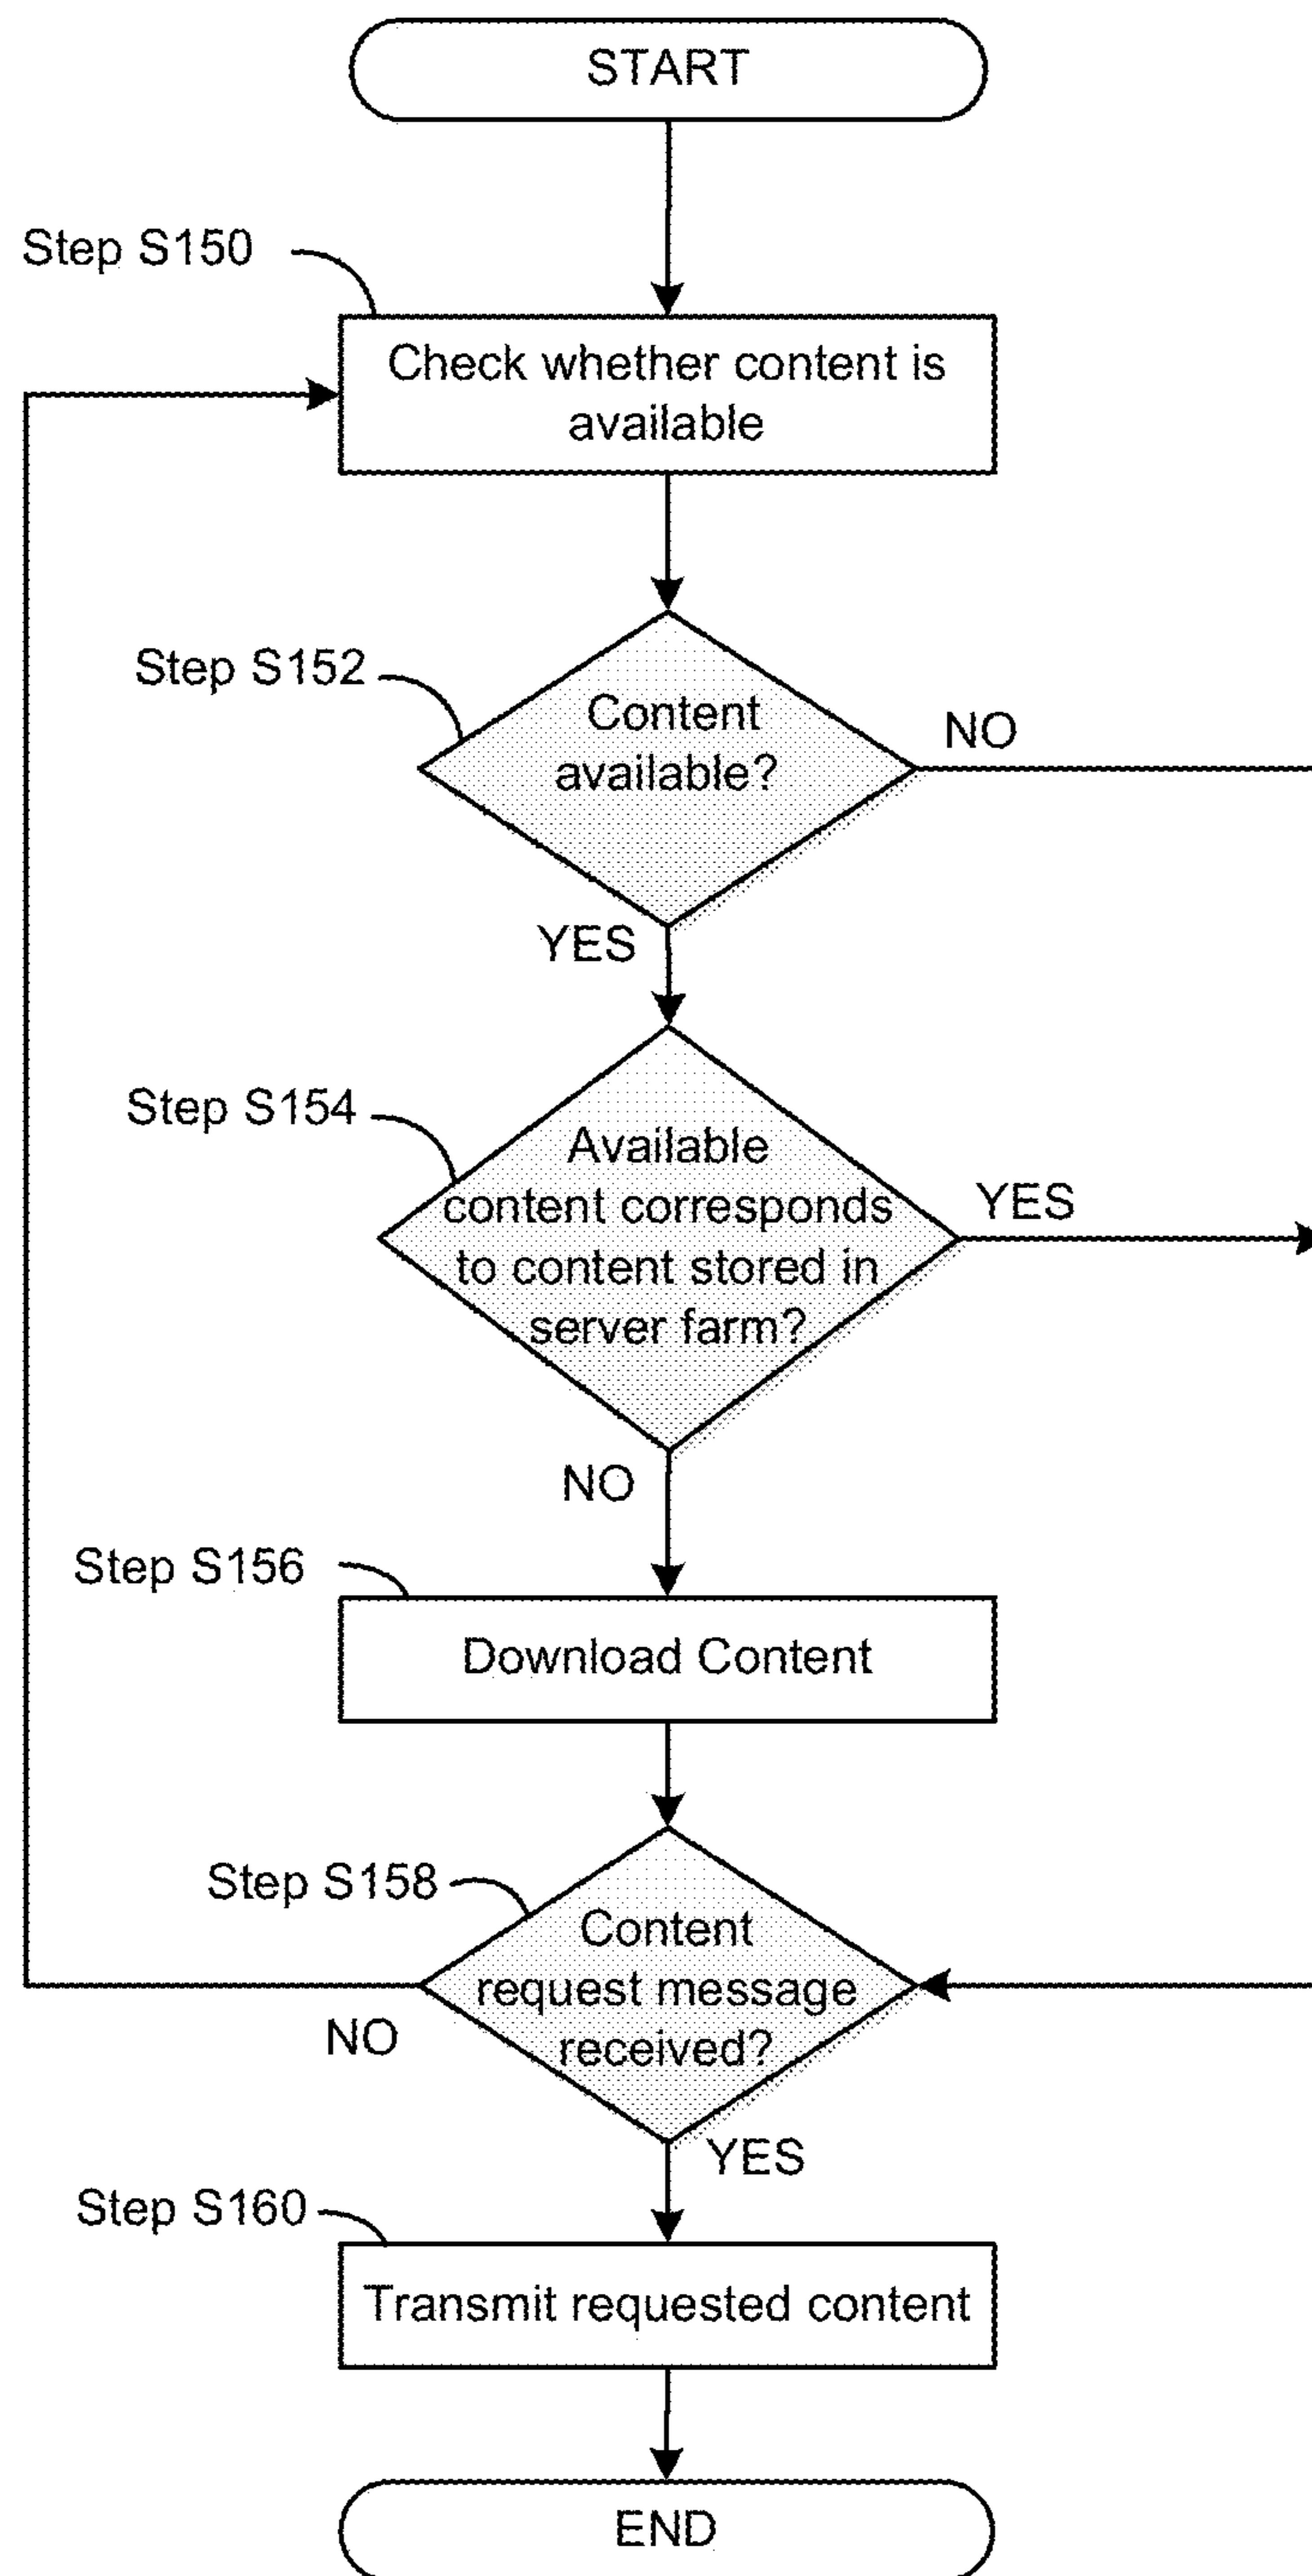 START
Step S150
Check whether content is
available
Step S152
Content
available?
NO
YES
Step S154
Available
content corresponds
to content stored in
server farm?
YES
NO
Step S156
Download Content
Step S158
Content
request message
received?
NO
YES
Step S160
Transmit requested content
END